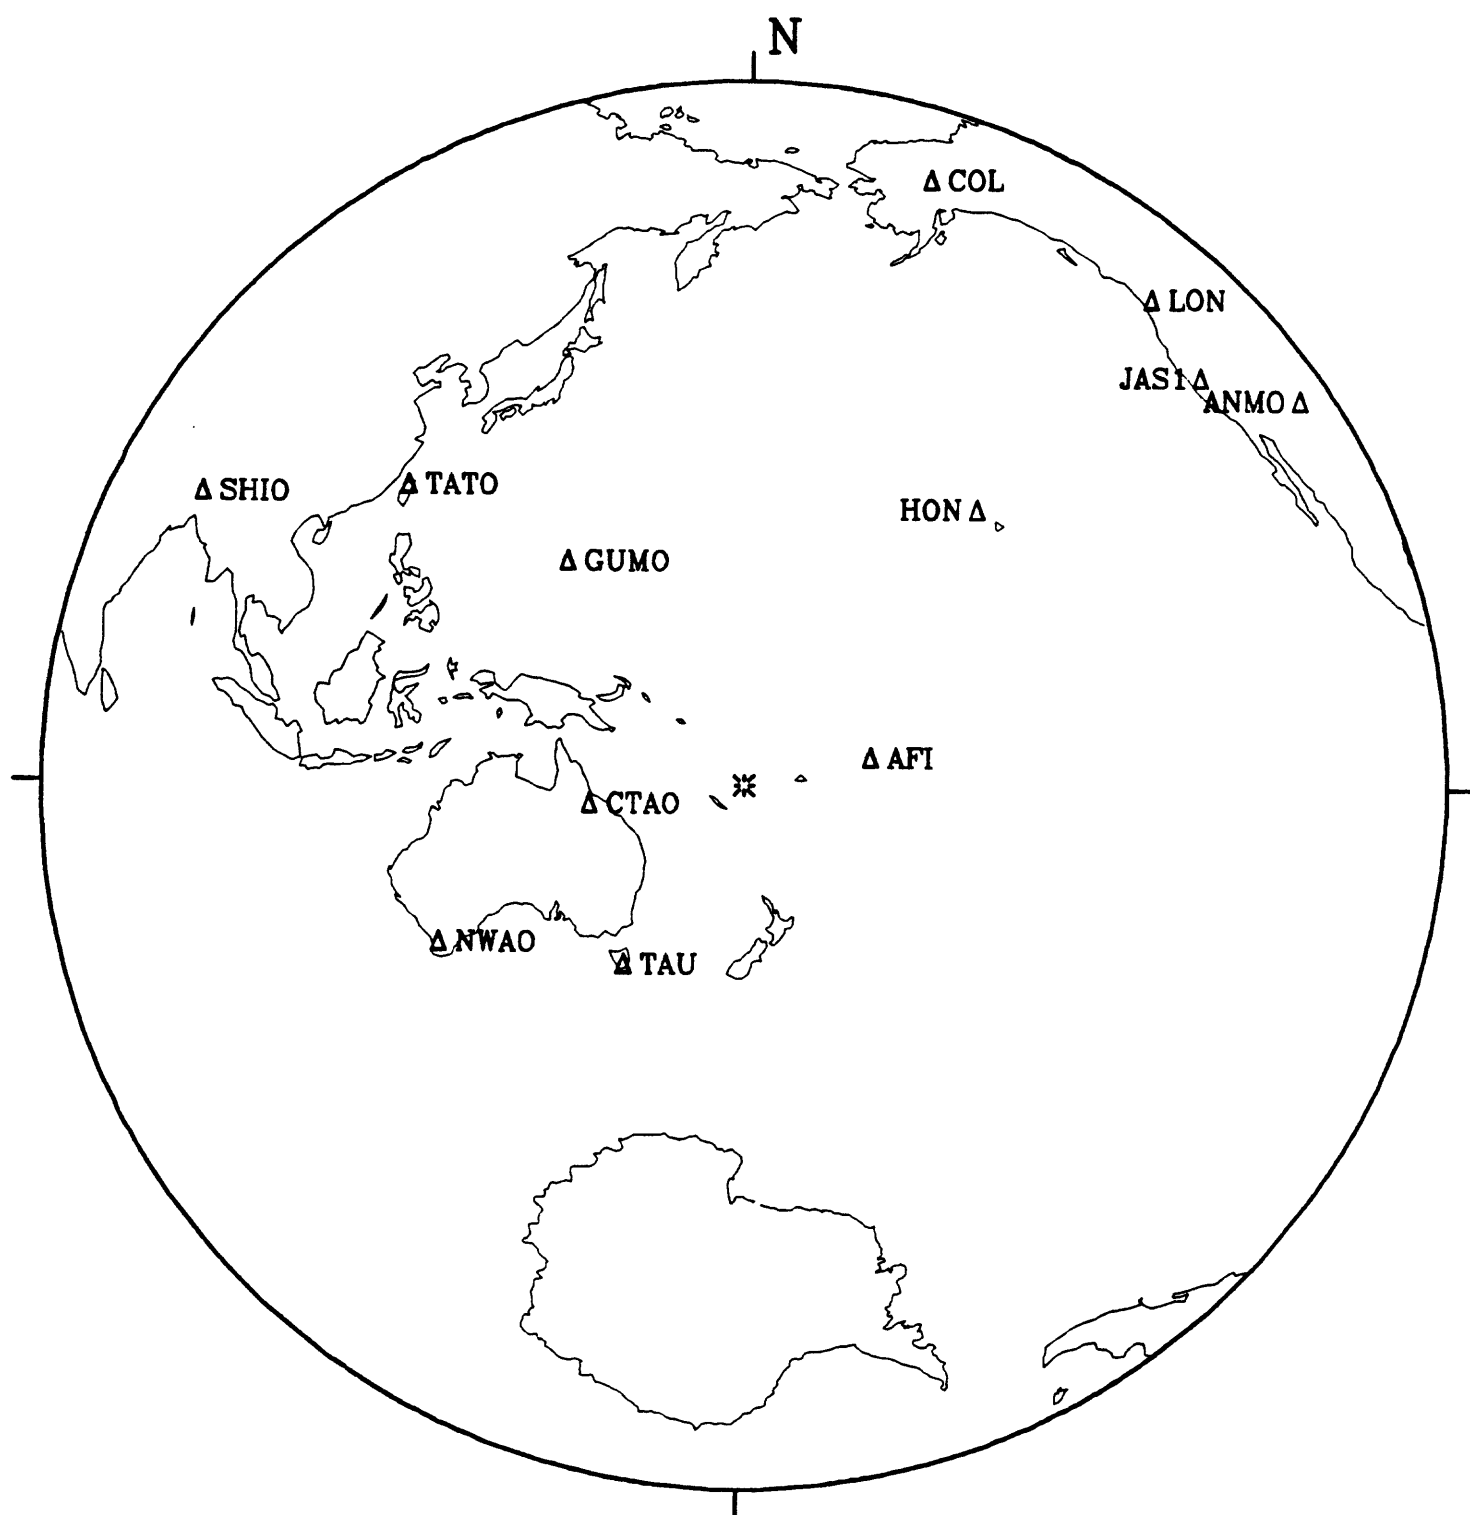 N
COL
LON
JAS1
ANMO
SHIO
TATO
HON
GUMO
AFI
CTAO
NWAO
TAU